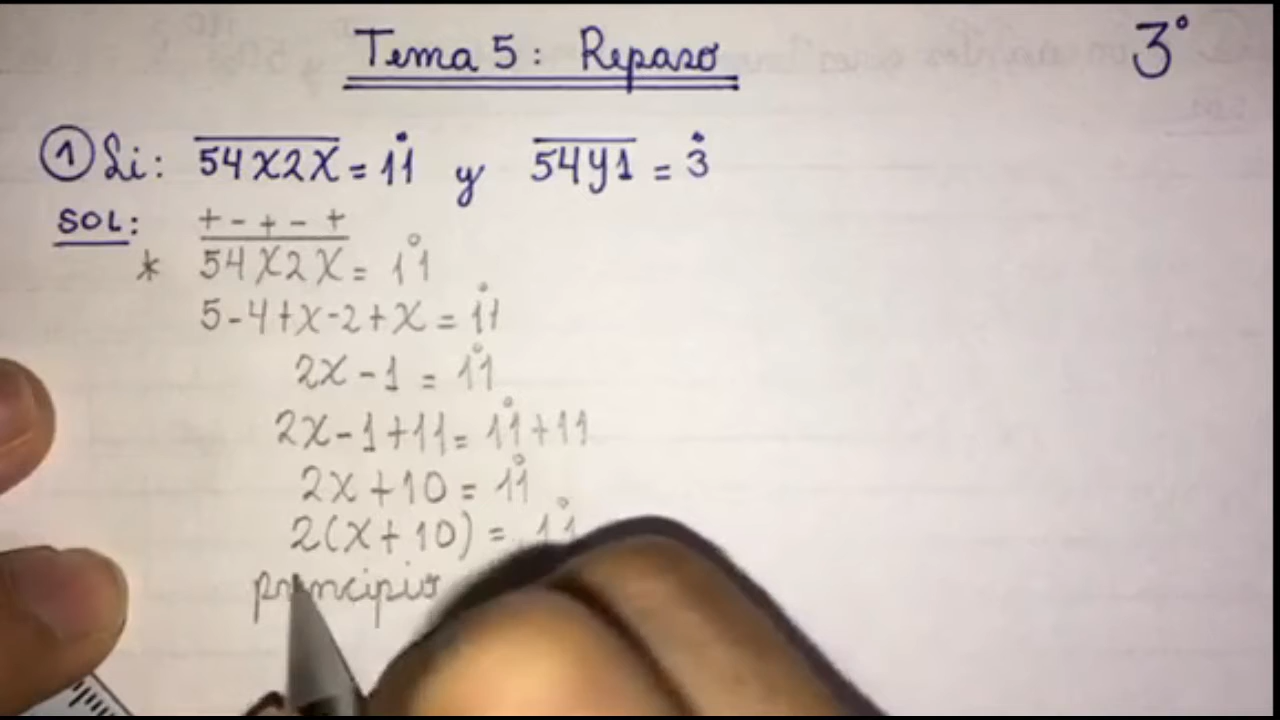 Tema 5: Repaso
3°
① Si: 54X2X = 11° y 54y1 = 3°
SOL:
+ - + - +
* 54X2X = 11°
5-4+x-2+x = 11°
2x-1 = 11°
2x-1+11 = 11°+11
2x+10 = 11°
2(x+10) = 11°
principio